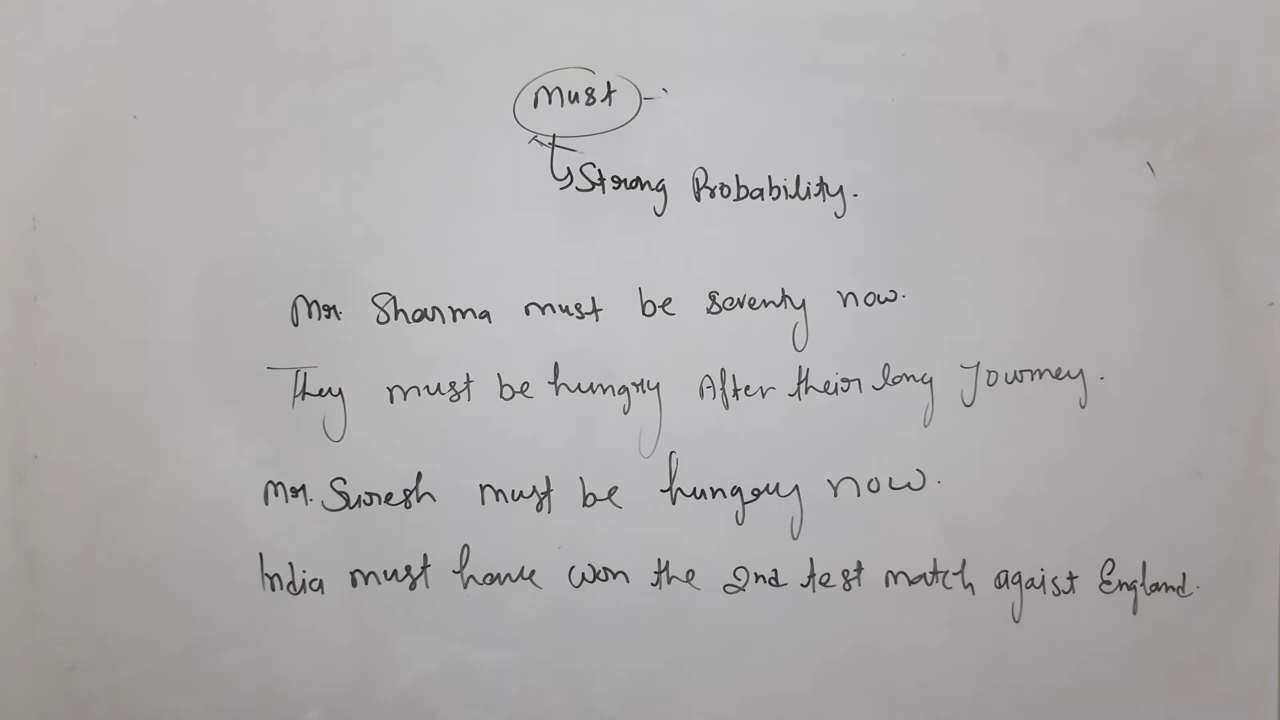 Must -
Strong Probability.
Mr. Sharma must be seventy now.
They must be hungry After their long Journey.
Mr. Suresh must be hungry now.
India must have won the 2nd test match agaist England.